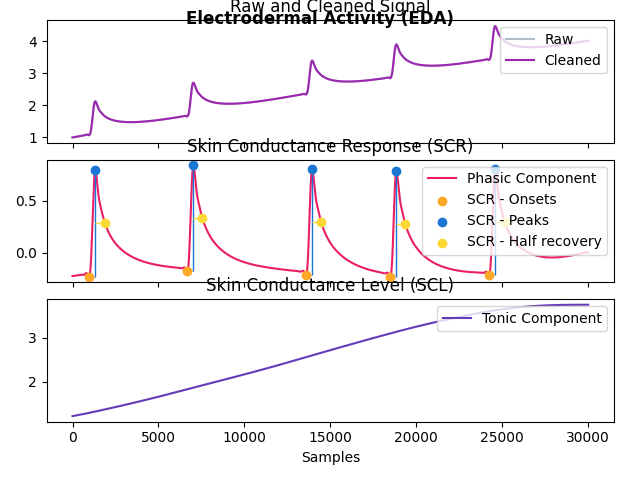 Raw and Cleaned Signal
Electrodermal Activity (EDA)
4
3
2
1
Raw
Cleaned
Skin Conductance Response (SCR)
0.5
0.0
Phasic Component
SCR - Onsets
SCR - Peaks
SCR - Half recovery
Skin Conductance Level (SCL)
3
2
Tonic Component
0
5000
10000
15000
20000
25000
30000
Samples